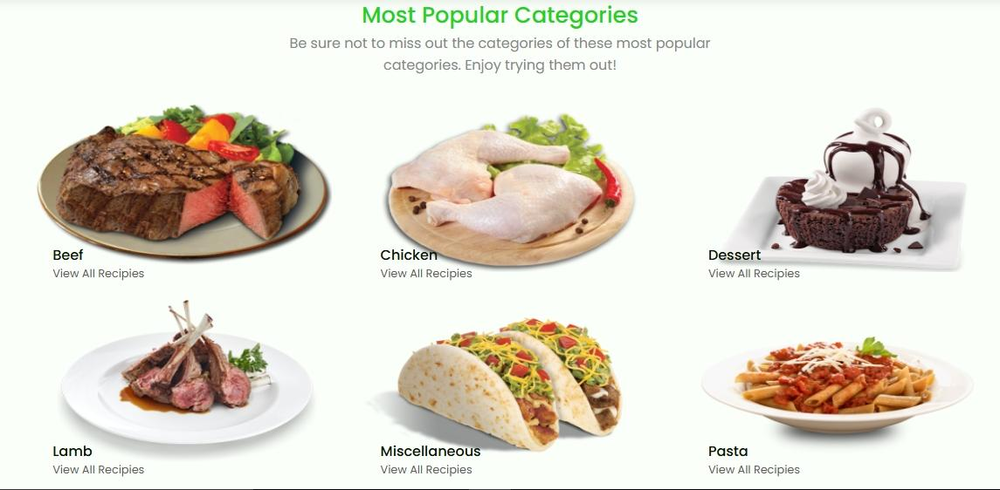 Most Popular Categories
Be sure not to miss out the categories of these most popular
categories. Enjoy trying them out!
Beef
View All Recipies
Chicken
View All Recipies
Dessert
View All Recipies
Lamb
View All Recipies
Miscellaneous
View All Recipies
Pasta
View All Recipies